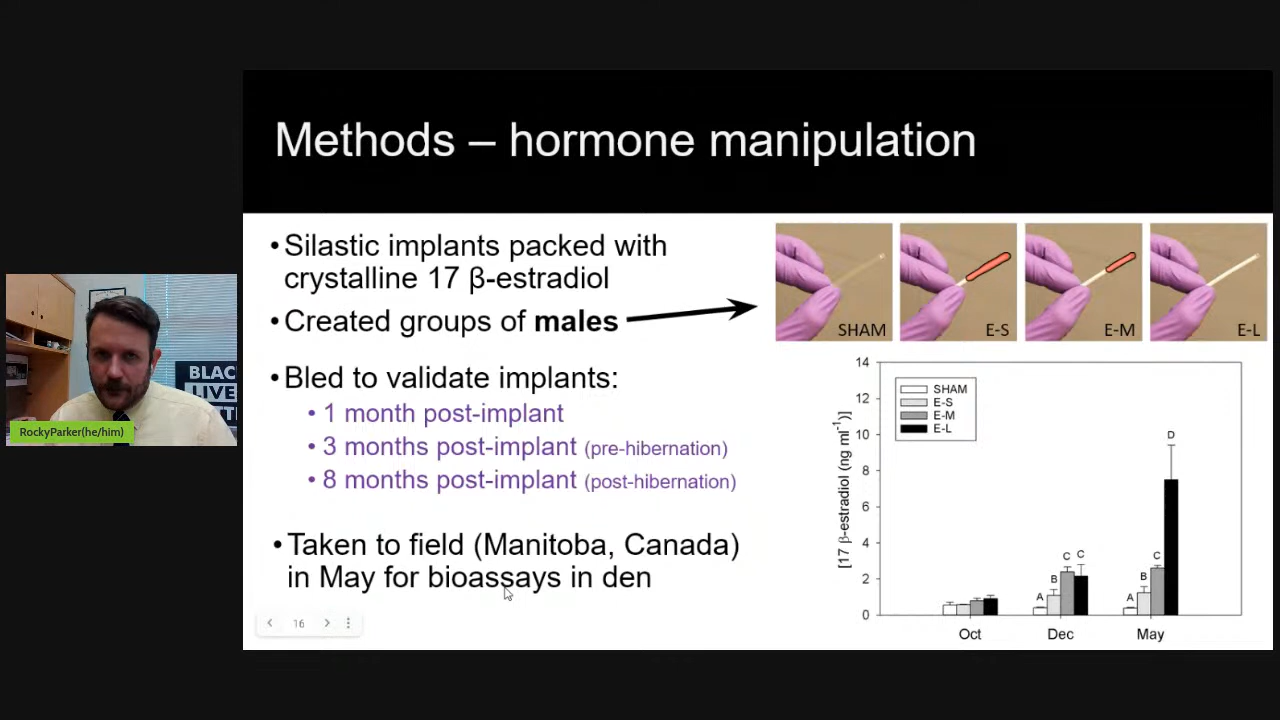 Methods – hormone manipulation
•Silastic implants packed with
crystalline 17 β-estradiol
•Created groups of males
•Bled to validate implants:
•1 month post-implant
•3 months post-implant (pre-hibernation)
•8 months post-implant (post-hibernation)
•Taken to field (Manitoba, Canada)
in May for bioassays in den
16
SHAM
E-S
E-M
E-L
14
12
10
8
6
4
2
0
[17 β-estradiol (ng ml-1)]
SHAM
E-S
E-M
E-L
A
B
C
C
A
B
C
D
Oct
Dec
May
BLAC
LIVE
TTE
RockyParker(he/him)